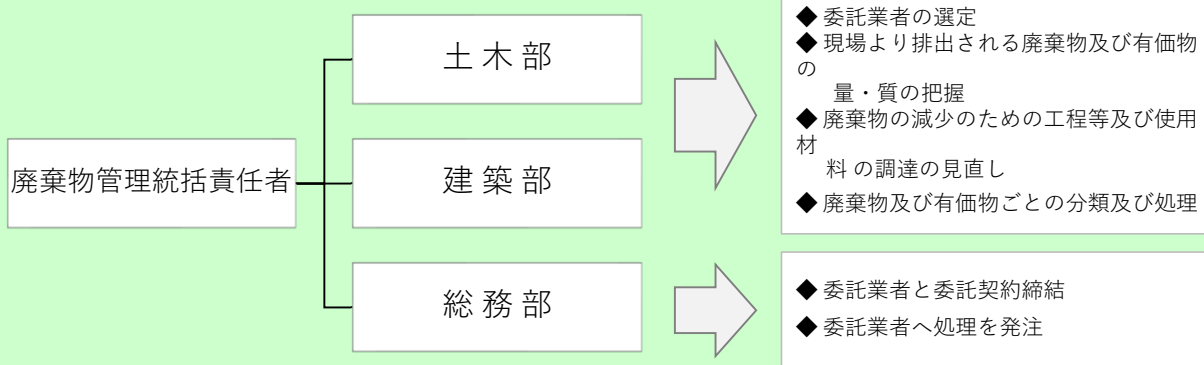 廃棄物管理統括責任者
土 木 部
建 築 部
総 務 部
◆ 委託業者の選定
◆ 現場より排出される廃棄物及び有価物
の
量・質の把握
◆ 廃棄物の減少のための工程等及び使用
材
料 の調達の見直し
◆ 廃棄物及び有価物ごとの分類及び処理
◆ 委託業者と委託契約締結
◆ 委託業者へ処理を発注